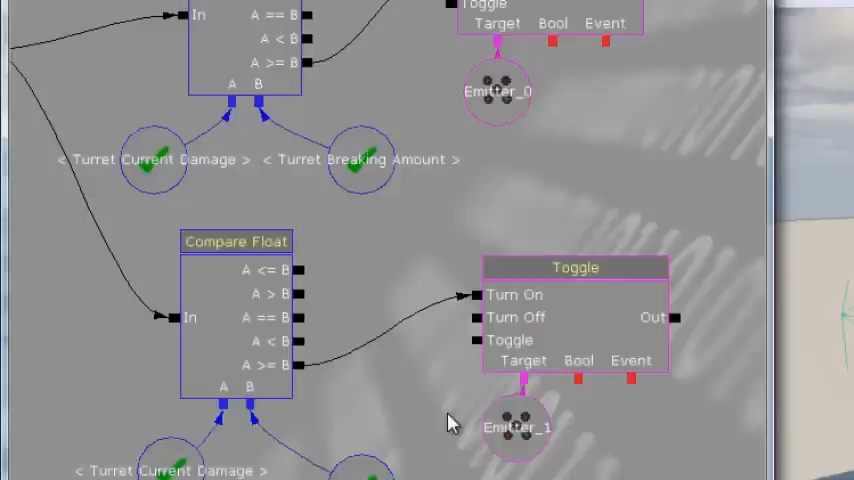 Toggle
In
A == B
A < B
A >= B
A B
Target Bool Event
Emitter_0
< Turret Current Damage > < Turret Breaking Amount >
Compare Float
A <= B
A > B
In
A == B
A < B
A >= B
A B
Toggle
Turn On
Turn Off
Out
Toggle
Target Bool Event
Emitter_1
< Turret Current Damage >